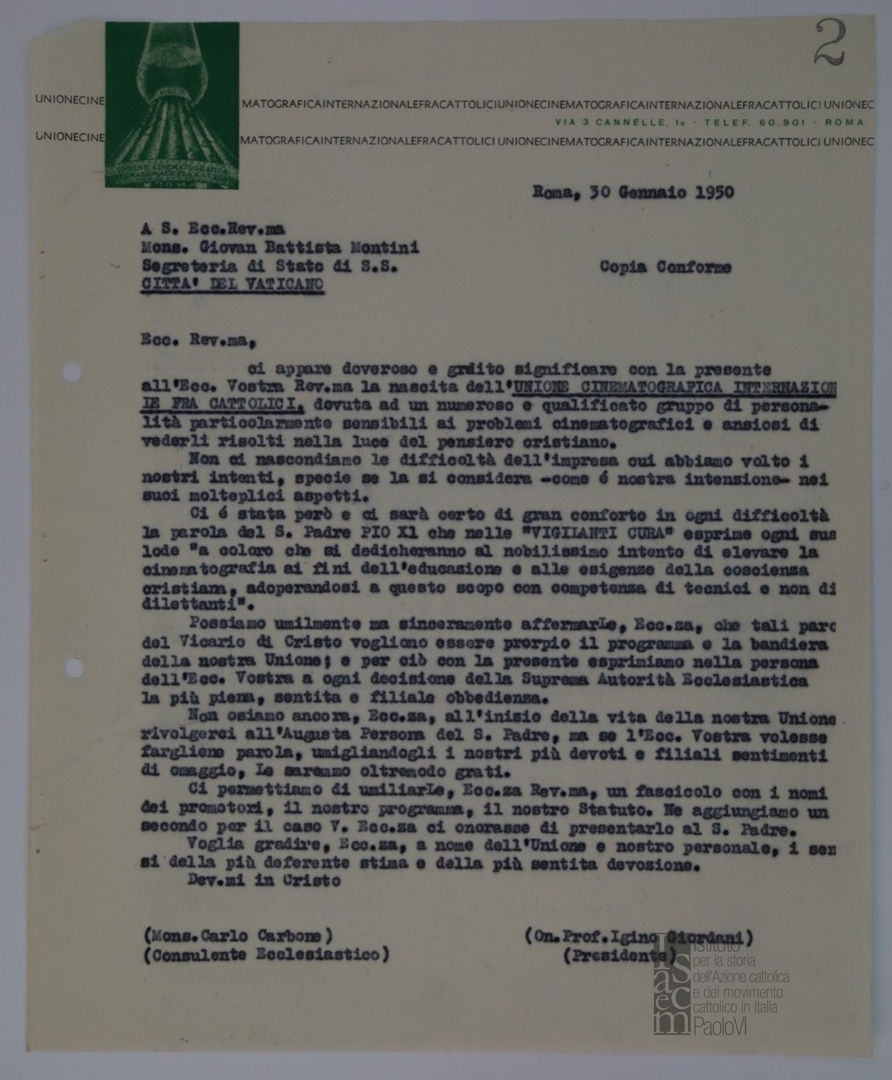 2
UNIONECINE MATOGRAFICAINTERNAZIONALEFRACATTOLICIUNIONECINEMATOGRAFICAINTERNAZIONALEFRACATTOLICI UNIONEC
VIA 3 CANNELLE, 1a · TELEF. 60.901 · ROMA
UNIONECINE MATOGRAFICAINTERNAZIONALEFRACATTOLICI UNIONECINEMATOGRAFICAINTERNAZIONALEFRACATTOLICI UNIONEC
UNIONE CINEMATOGRAFICA
Roma, 30 Gennaio 1950
A S. Ecc.Rev.ma
Mons. Giovan Battista Montini
Segreteria di Stato di S.S.
Copia Conforme
CITTA' DEL VATICANO
Ecc. Rev.ma,
ci appare doveroso e grdito significare con la presente
all'Ecc. Vostra Rev.ma la nascita dell'UNIONE CINEMATOGRAFICA INTERNAZION
LE FRA CATTOLICI, dovuta ad un numeroso e qualificato gruppo di persona-
lità particolarmente sensibili ai problemi cinematografici e ansiosi di
vederli risolti nella luce del pensiero cristiano.
Non ci nascondiamo le difficoltà dell'impresa cui abbiamo volto i
nostri intenti, specie se la si considera -come é nostra intenzione- nei
suoi molteplici aspetti.
Ci é stata però e ci sarà certo di gran conforto in ogni difficoltà
la parola del S. Padre PIO X1 che nelle "VIGILANTI CURA" esprime ogni sua
lode "a coloro che si dedicheranno al nobilissimo intento di elevare la
cinematografia ai fini dell'educazione e alle esigenze della coscienza
cristiana, adoperandosi a questo scopo con competenza di tecnici e non di
dilettanti".
Possiamo umilmente ma sinceramente affermarLe, Ecc.za, che tali paro
del Vicario di Cristo vogliono essere prorpio il programma e la bandiera
della nostra Unione; e per ciò con la presente esprimiamo nella persona
dell'Ecc. Vostra a ogni decisione della Suprema Autorità Ecclesiastica
la più piena, sentita e filiale obbedienza.
Non osiamo ancora, Ecc.za, all'inizio della vita della nostra Unione
rivolgerci all'Augusta Persona del S. Padre, ma se l'Ecc. Vostra volesse
fargliene parola, umigliandogli i nostri più devoti e filiali sentimenti
di omaggio, Le saremmo oltremodo grati.
Ci permettiamo di umiliarLe, Ecc.za Rev.ma, un fascicolo con i nomi
dei promotori, il nostro programma, il nostro Statuto. Ne aggiungiamo un
secondo per il caso V. Ecc.za ci onorasse di presentarlo al S. Padre.
Voglia gradire, Ecc.za, a nome dell'Unione e nostro personale, i sen
si della più deferente stima e della più sentita devozione.
Dev.mi in Cristo
(Mons.Carlo Carbone) (On.Prof.Igino Giordani)
(Consulente Ecclesiastico) (Presidente)
Isacem
Istituto
per la storia
dell'Azione cattolica
e del movimento
cattolico in Italia
PaoloVI